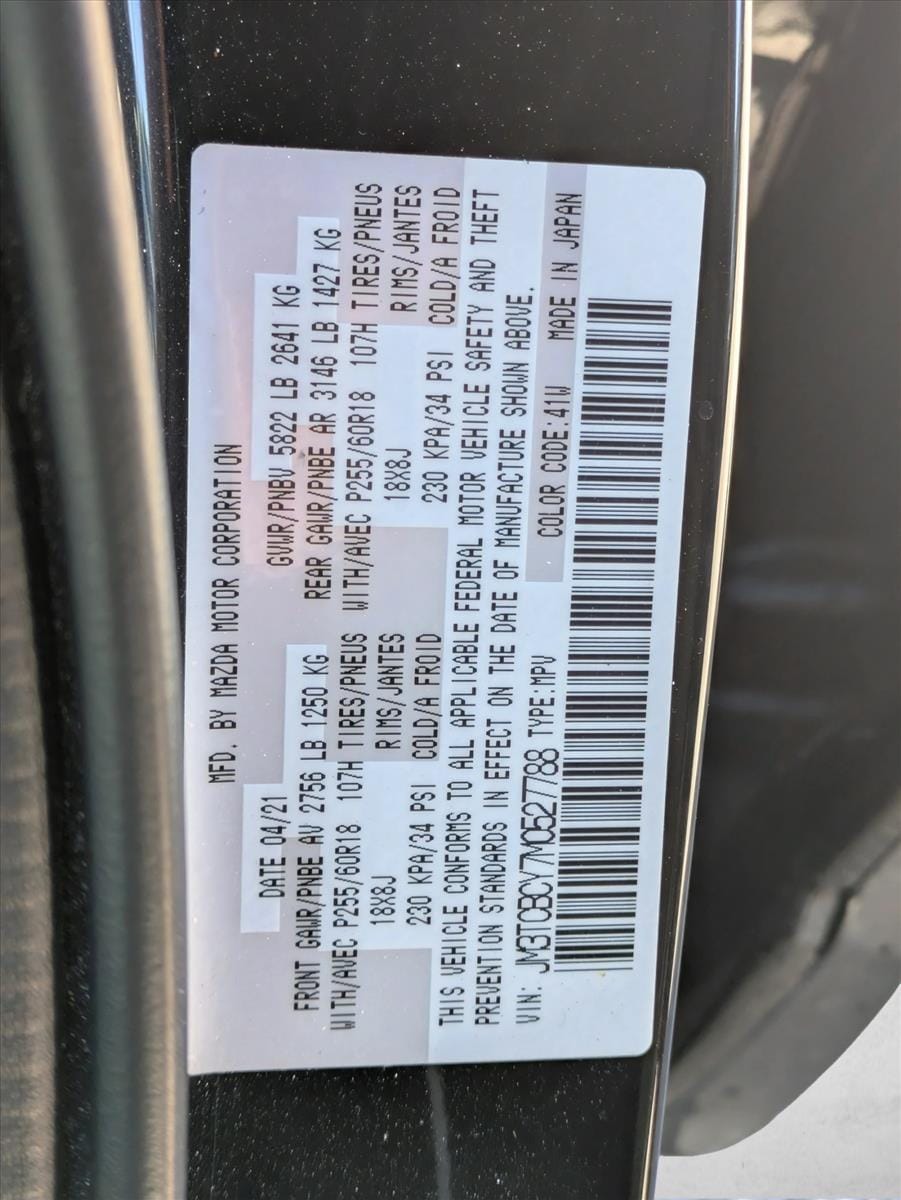 MFD. BY MAZDA MOTOR CORPORATION
DATE 04/21 GVWR/PNBV 5822 LB 2641 KG
FRONT GAWR/PNBE AV 2756 LB 1250 KG REAR GAWR/PNBE AR 3146 LB 1427 KG
WITH/AVEC P255/60R18 107H TIRES/PNEUS WITH/AVEC P255/60R18 107H TIRES/PNEUS
18X8J RIMS/JANTES 18X8J RIMS/JANTES
230 KPA/34 PSI COLD/A FROID 230 KPA/34 PSI COLD/A FROID
THIS VEHICLE CONFORMS TO ALL APPLICABLE FEDERAL MOTOR VEHICLE SAFETY AND THEFT
PREVENTION STANDARDS IN EFFECT ON THE DATE OF MANUFACTURE SHOWN ABOVE.
VIN: JM3TCBCY7M0527788 TYPE:MPV COLOR CODE:41W MADE IN JAPAN